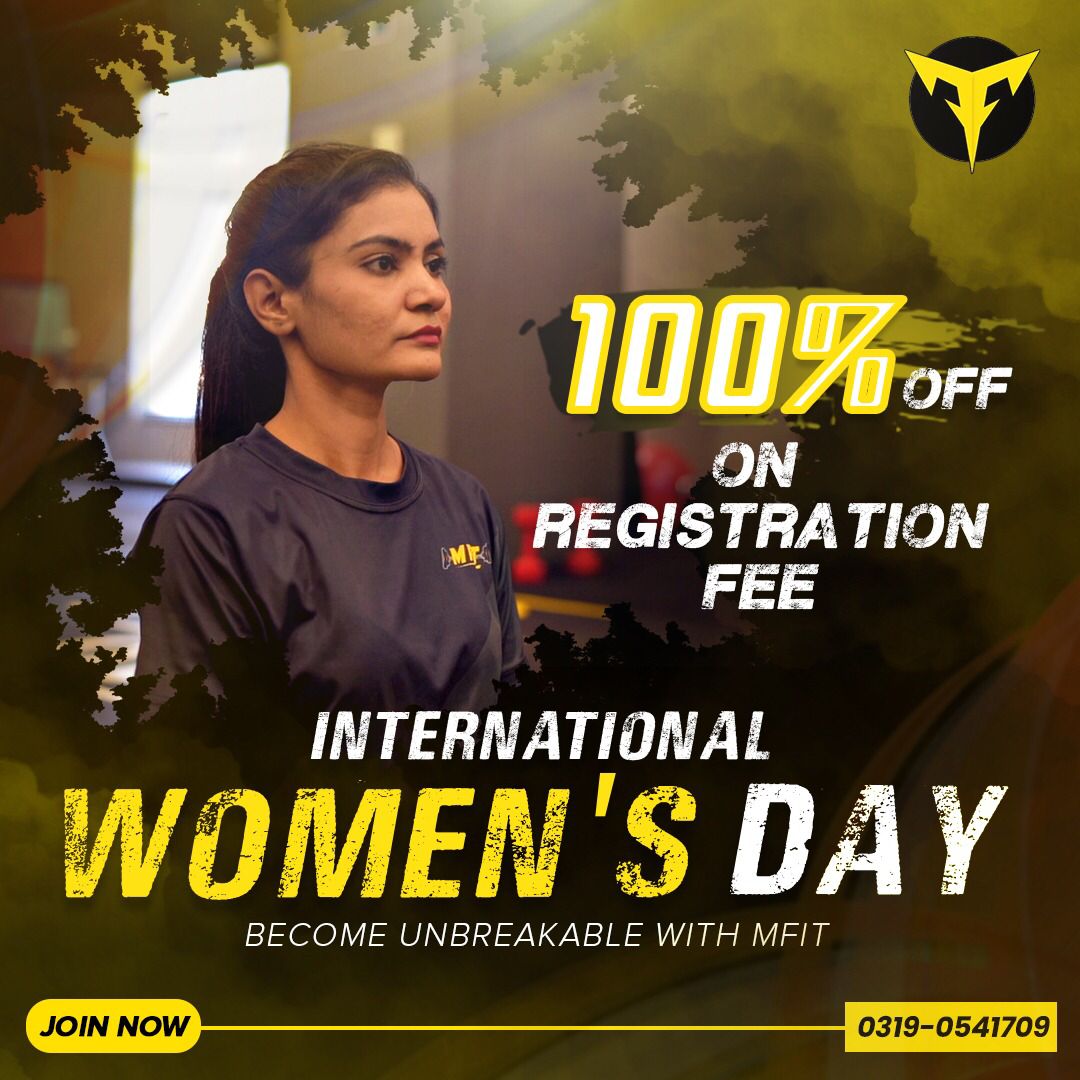 100% OFF
ON
REGISTRATION
FEE
INTERNATIONAL
WOMEN'S DAY
BECOME UNBREAKABLE WITH MFIT
JOIN NOW
0319-0541709